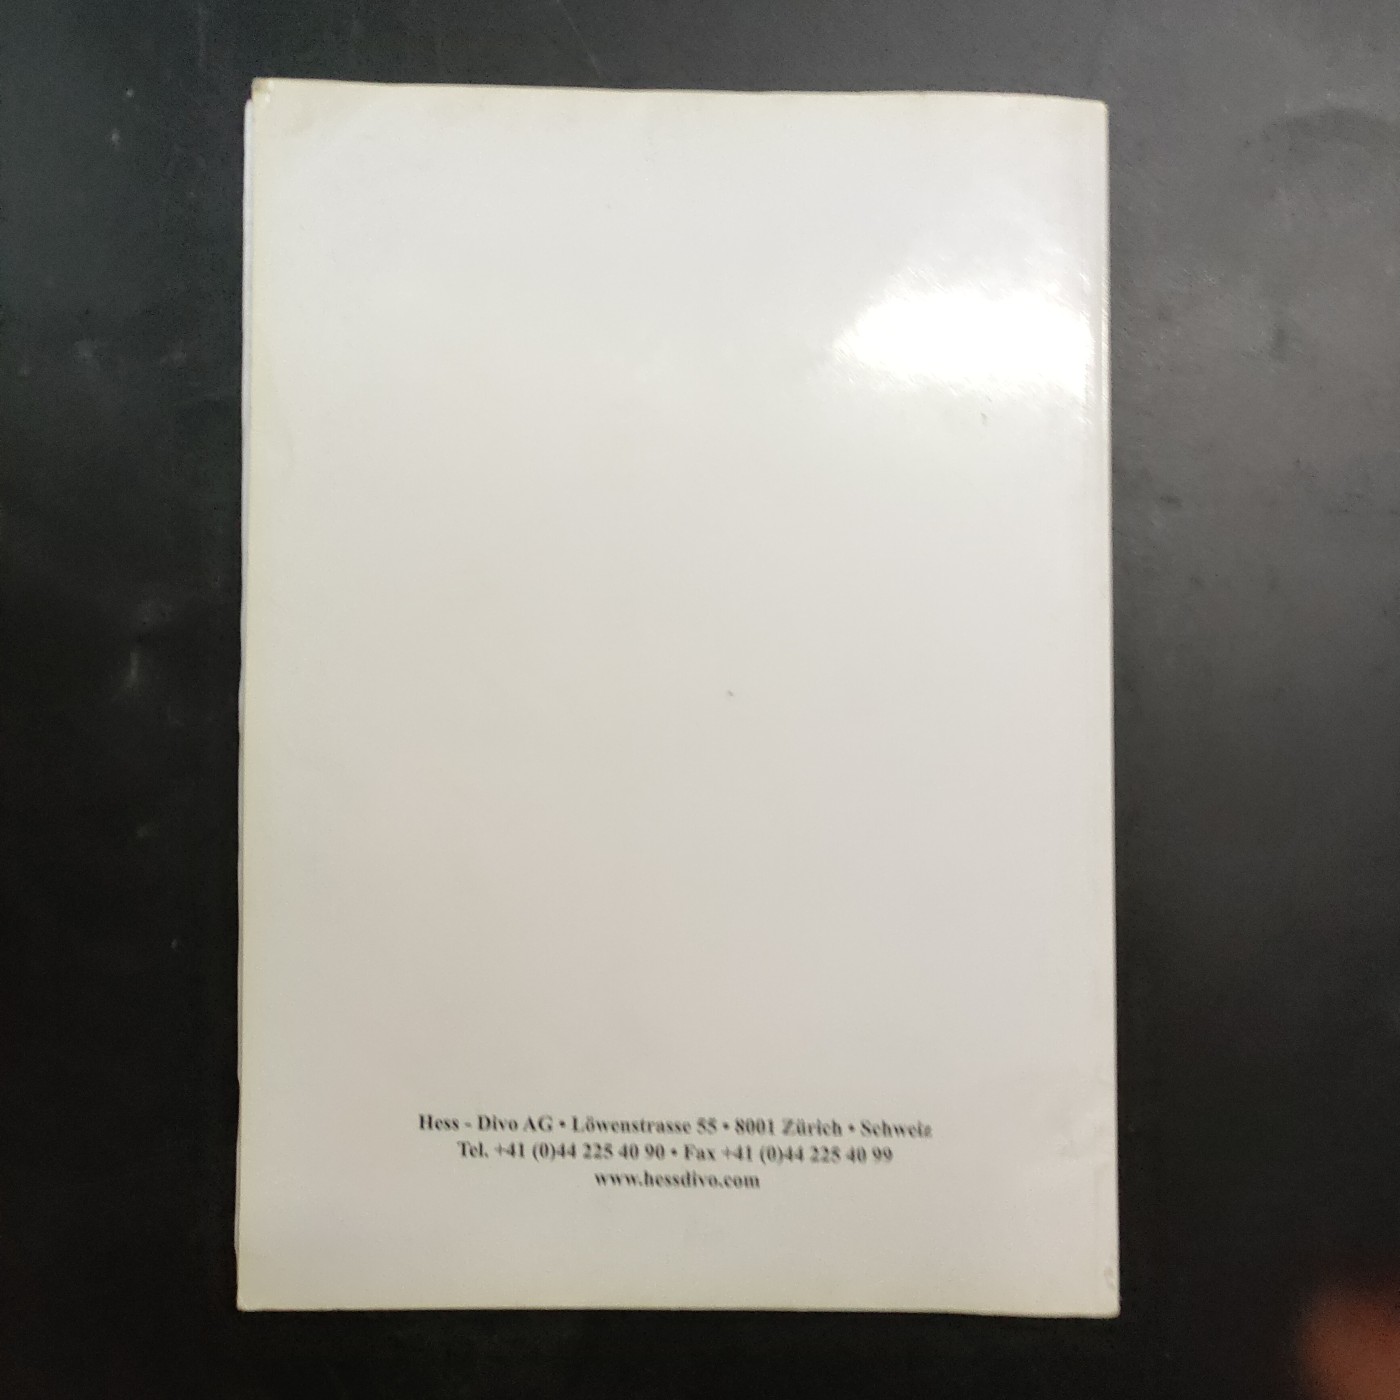 Hess - Divo AG • Löwenstrasse 55 • 8001 Zürich • Schweiz
Tel. +41 (0)44 225 40 90 • Fax +41 (0)44 225 40 99
www.hessdivo.com